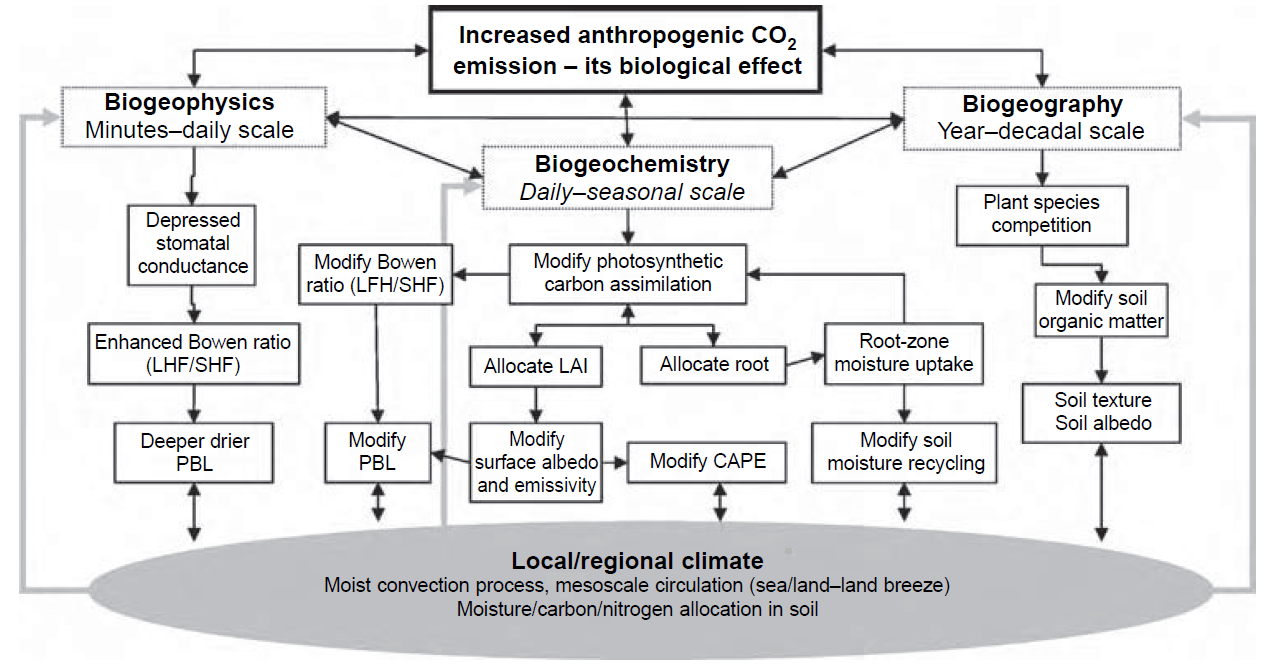 Increased anthropogenic CO₂
emission – its biological effect
Biogeophysics
Minutes–daily scale
Biogeography
Year–decadal scale
Biogeochemistry
Daily–seasonal scale
Depressed
stomatal
conductance
Enhanced Bowen ratio
(LHF/SHF)
Deeper drier
PBL
Modify Bowen
ratio (LFH/SHF)
Modify
PBL
Modify photosynthetic
carbon assimilation
Allocate LAI
Allocate root
Modify
surface albedo
and emissivity
Modify CAPE
Root-zone
moisture uptake
Modify soil
moisture recycling
Plant species
competition
Modify soil
organic matter
Soil texture
Soil albedo
Local/regional climate
Moist convection process, mesoscale circulation (sea/land–land breeze)
Moisture/carbon/nitrogen allocation in soil